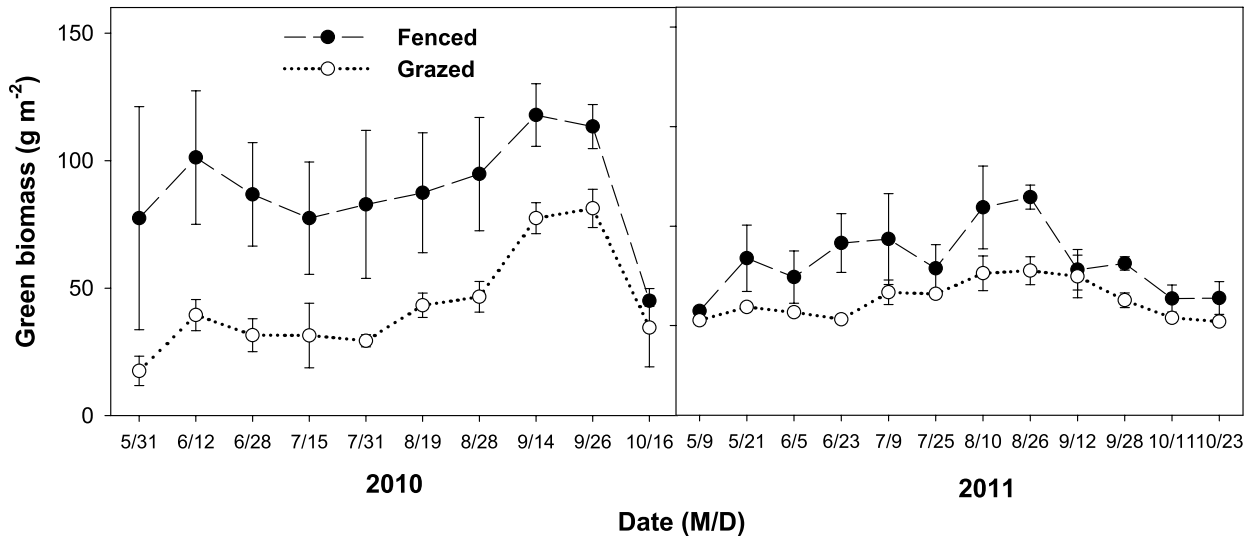 150
100
50
0
Green biomass (g m-2)
Fenced
Grazed
5/31 6/12 6/28 7/15 7/31 8/19 8/28 9/14 9/26 10/16
5/9 5/21 6/5 6/23 7/9 7/25 8/10 8/26 9/12 9/28 10/11 10/23
2010
2011
Date (M/D)